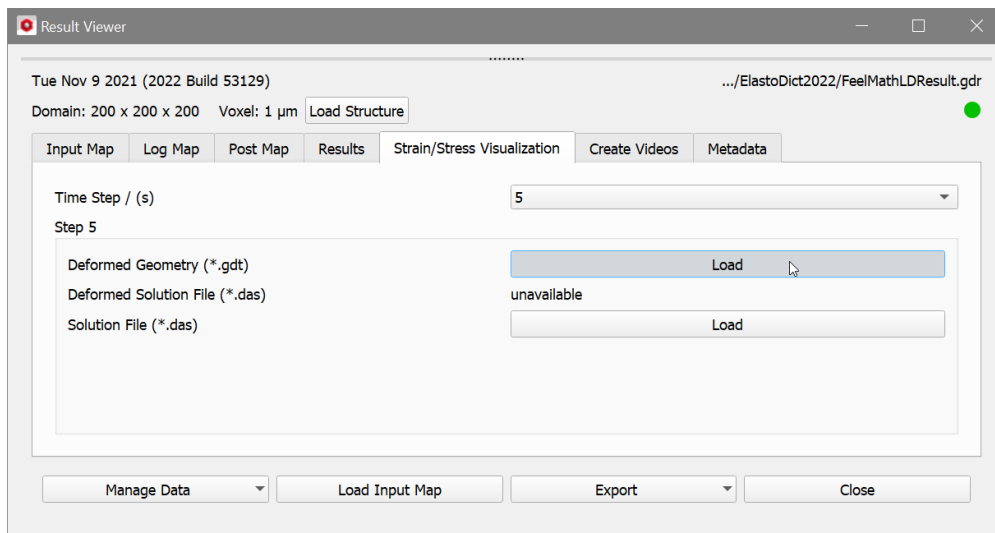 Result Viewer
Tue Nov 9 2021 (2022 Build 53129) .../ElastoDict2022/FeelMathLDResult.gdr
Domain: 200 x 200 x 200 Voxel: 1 µm Load Structure
Input Map Log Map Post Map Results Strain/Stress Visualization Create Videos Metadata
Time Step / (s) 5
Step 5
Deformed Geometry (*.gdt) Load
Deformed Solution File (*.das) unavailable
Solution File (*.das) Load
Manage Data Load Input Map Export Close